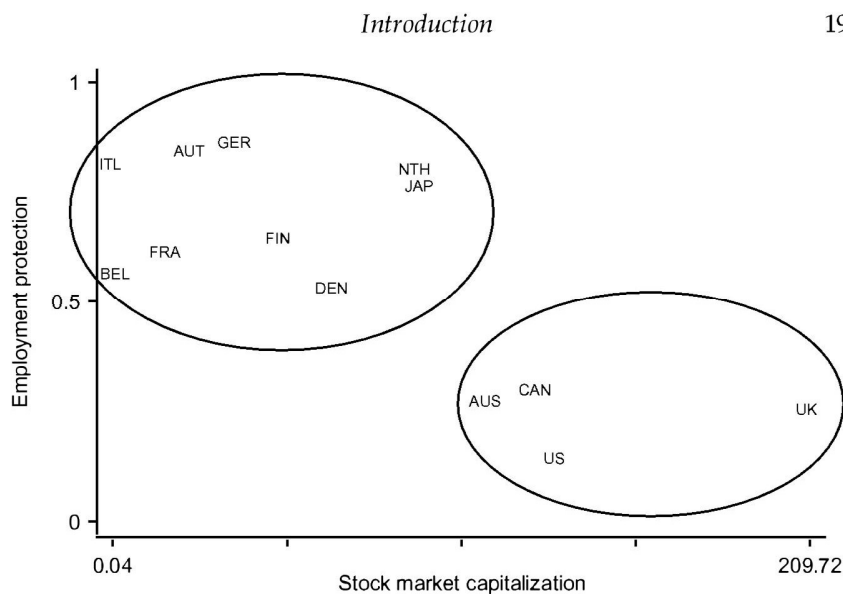 Introduction 19
1
ITL AUT GER NTH
JAP
FRA FIN
BEL DEN
0.5
Employment protection
AUS CAN UK
US
0
0.04 209.72
Stock market capitalization